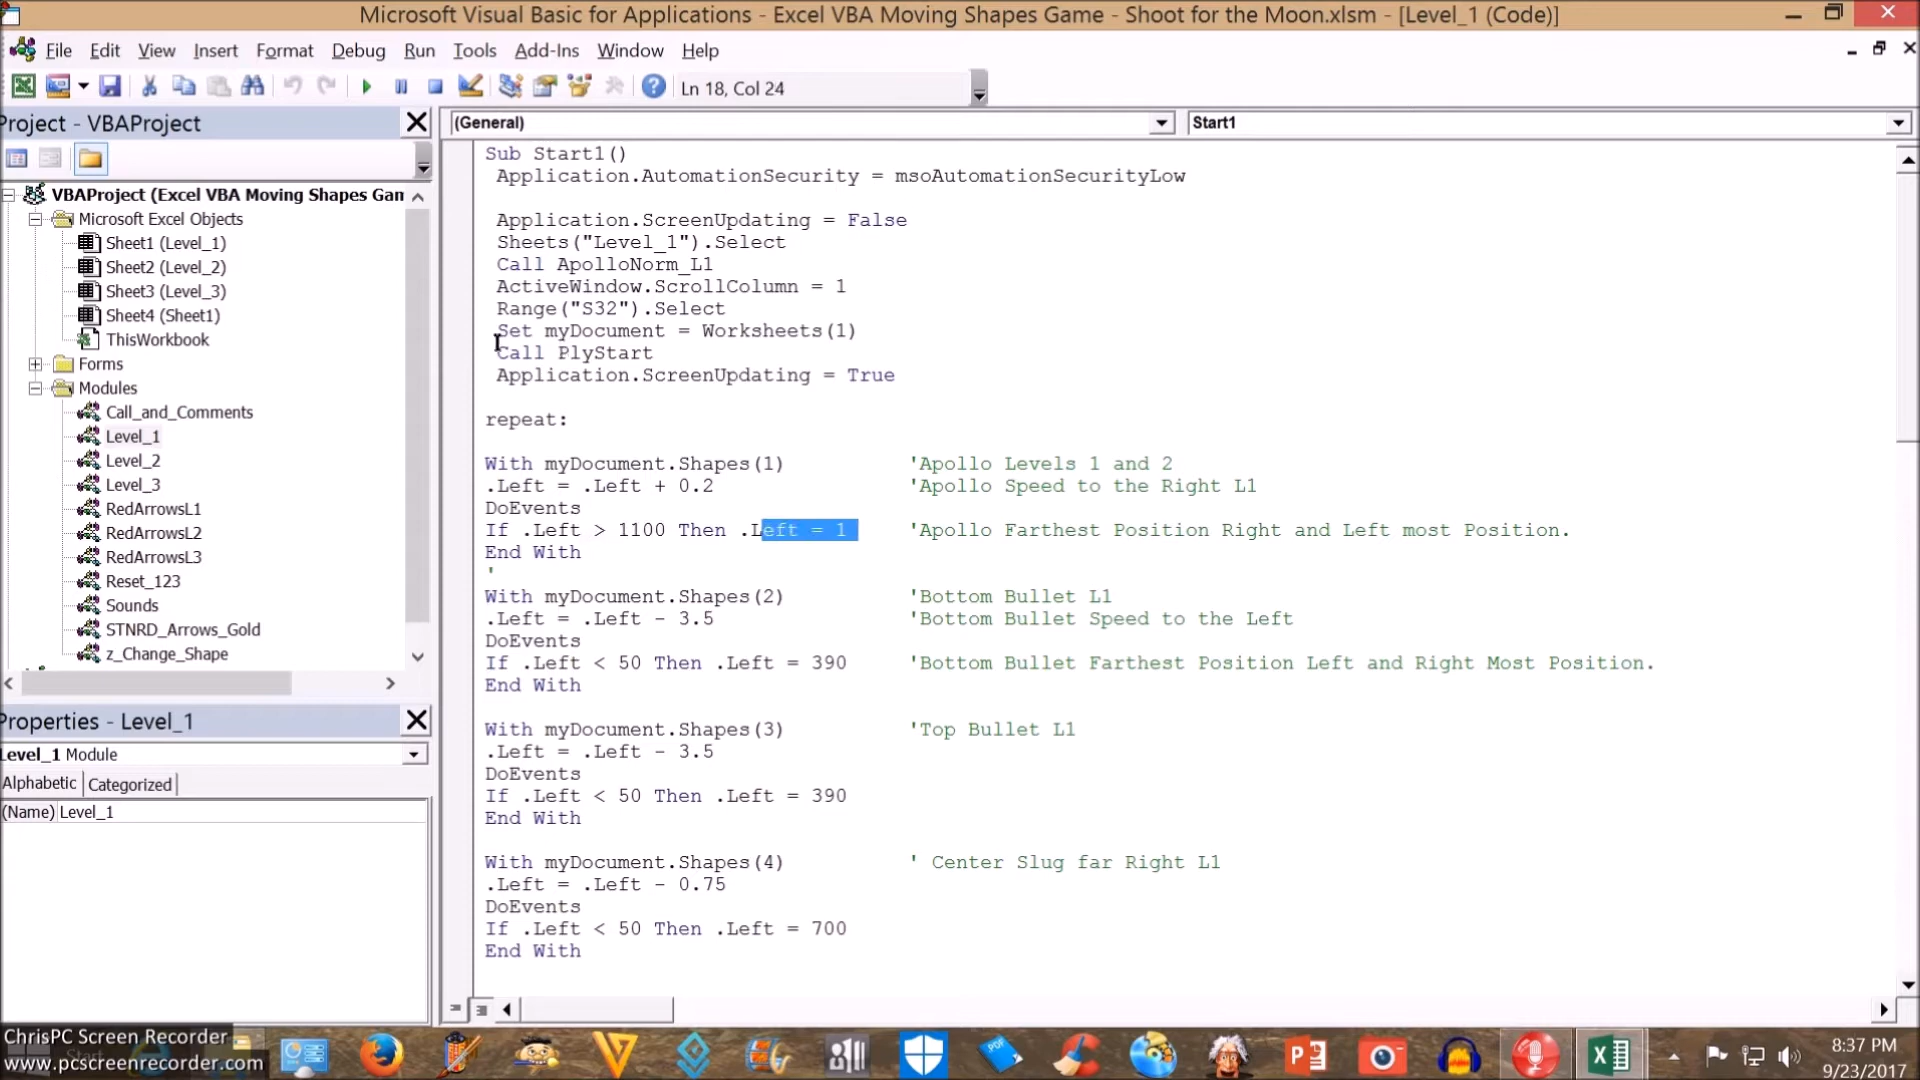 Microsoft Visual Basic for Applications - Excel VBA Moving Shapes Game - Shoot for the Moon.xlsm - [Level_1 (Code)]
File Edit View Insert Format Debug Run Tools Add-Ins Window Help
Ln 18, Col 24
Project - VBAProject
(General)
Start1
VBAProject (Excel VBA Moving Shapes Gam
Microsoft Excel Objects
Sheet1 (Level_1)
Sheet2 (Level_2)
Sheet3 (Level_3)
Sheet4 (Sheet1)
ThisWorkbook
Forms
Modules
Call_and_Comments
Level_1
Level_2
Level_3
RedArrowsL1
RedArrowsL2
RedArrowsL3
Reset_123
Sounds
STNRD_Arrows_Gold
z_Change_Shape
Properties - Level_1
Level_1 Module
Alphabetic Categorized
(Name) Level_1
Sub Start1()
Application.AutomationSecurity = msoAutomationSecurityLow
Application.ScreenUpdating = False
Sheets("Level_1").Select
Call ApolloNorm_L1
ActiveWindow.ScrollColumn = 1
Range("S32").Select
Set myDocument = Worksheets(1)
Call PlyStart
Application.ScreenUpdating = True
repeat:
With myDocument.Shapes(1) 'Apollo Levels 1 and 2
.Left = .Left + 0.2 'Apollo Speed to the Right L1
DoEvents
If .Left > 1100 Then .Left = 1 'Apollo Farthest Position Right and Left most Position.
End With
'
With myDocument.Shapes(2) 'Bottom Bullet L1
.Left = .Left - 3.5 'Bottom Bullet Speed to the Left
DoEvents
If .Left < 50 Then .Left = 390 'Bottom Bullet Farthest Position Left and Right Most Position.
End With
With myDocument.Shapes(3) 'Top Bullet L1
.Left = .Left - 3.5
DoEvents
If .Left < 50 Then .Left = 390
End With
With myDocument.Shapes(4) ' Center Slug far Right L1
.Left = .Left - 0.75
DoEvents
If .Left < 50 Then .Left = 700
End With
ChrisPC Screen Recorder
www.pcscreenrecorder.com
PDF
8:37 PM
9/23/2017